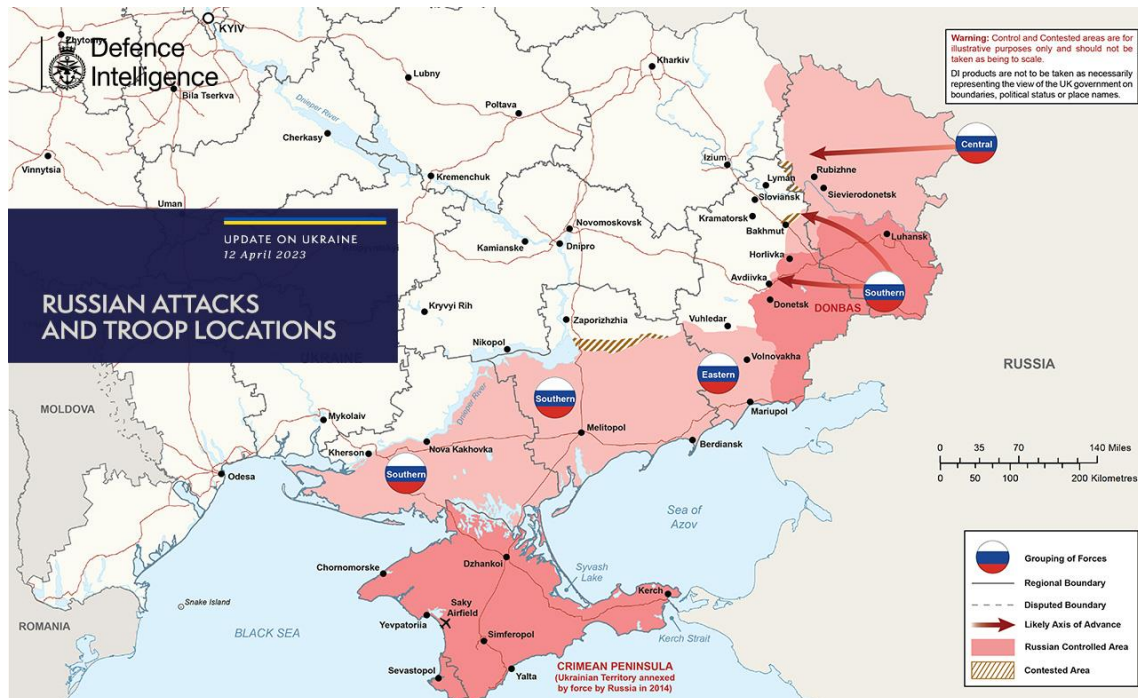 KYIV
Zhytomyr
Defence
Intelligence
Bila Tserkva
Lubny
Kharkiv
Poltava
Dnieper River
Cherkasy
Vinnytsia
Kremenchuk
Uman
Izium
Lyman
Rubizhne
Sloviansk
Sievierodonetsk
Kramatorsk
Bakhmut
Novomoskovsk
Kamianske
Dnipro
Luhansk
Horlivka
Avdiivka
Donetsk
DONBAS
Central
Southern
Warning: Control and Contested areas are for
illustrative purposes only and should not be
taken as being to scale.
DI products are not to be taken as necessarily
representing the view of the UK government on
boundaries, political status or place names.
UPDATE ON UKRAINE
12 April 2023
RUSSIAN ATTACKS
AND TROOP LOCATIONS
UKRAINE
Kryvyi Rih
Zaporizhzhia
Vuhledar
Nikopol
Volnovakha
Eastern
Southern
Dnieper River
RUSSIA
MOLDOVA
Mykolaiv
Kherson
Nova Kakhovka
Melitopol
Mariupol
Berdiansk
Southern
Odesa
0 35 70 140 Miles
0 50 100 200 Kilometres
Sea of
Azov
Chornomorske
Dzhankoi
Syvash
Lake
Kerch
Kerch Strait
Snake Island
Saky
Airfield
Yevpatoriia
Simferopol
ROMANIA
BLACK SEA
Sevastopol
Yalta
CRIMEAN PENINSULA
(Ukrainian Territory annexed
by force by Russia in 2014)
Grouping of Forces
Regional Boundary
Disputed Boundary
Likely Axis of Advance
Russian Controlled Area
Contested Area